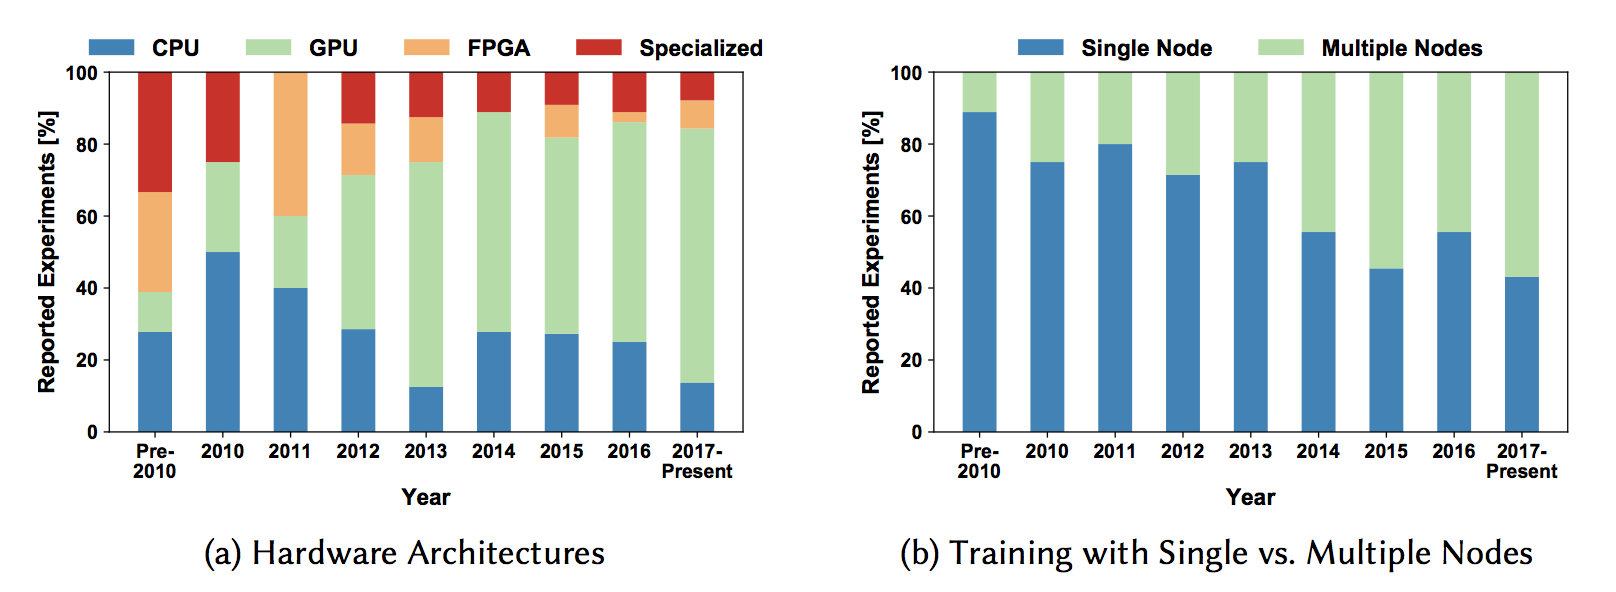 CPU GPU FPGA Specialized
100
80
60
40
20
0
Reported Experiments [%]
Pre-2010 2010 2011 2012 2013 2014 2015 2016 2017-Present
Year
(a) Hardware Architectures
Single Node Multiple Nodes
100
80
60
40
20
0
Reported Experiments [%]
Pre-2010 2010 2011 2012 2013 2014 2015 2016 2017-Present
Year
(b) Training with Single vs. Multiple Nodes